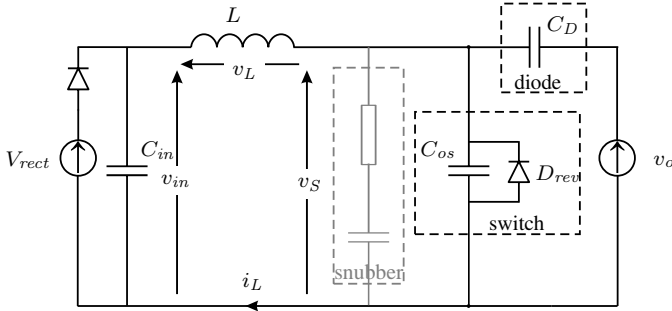 L
C_D
v_L
diode
V_rect
C_in
v_in
v_S
C_os
D_rev
v_o
switch
snubber
i_L